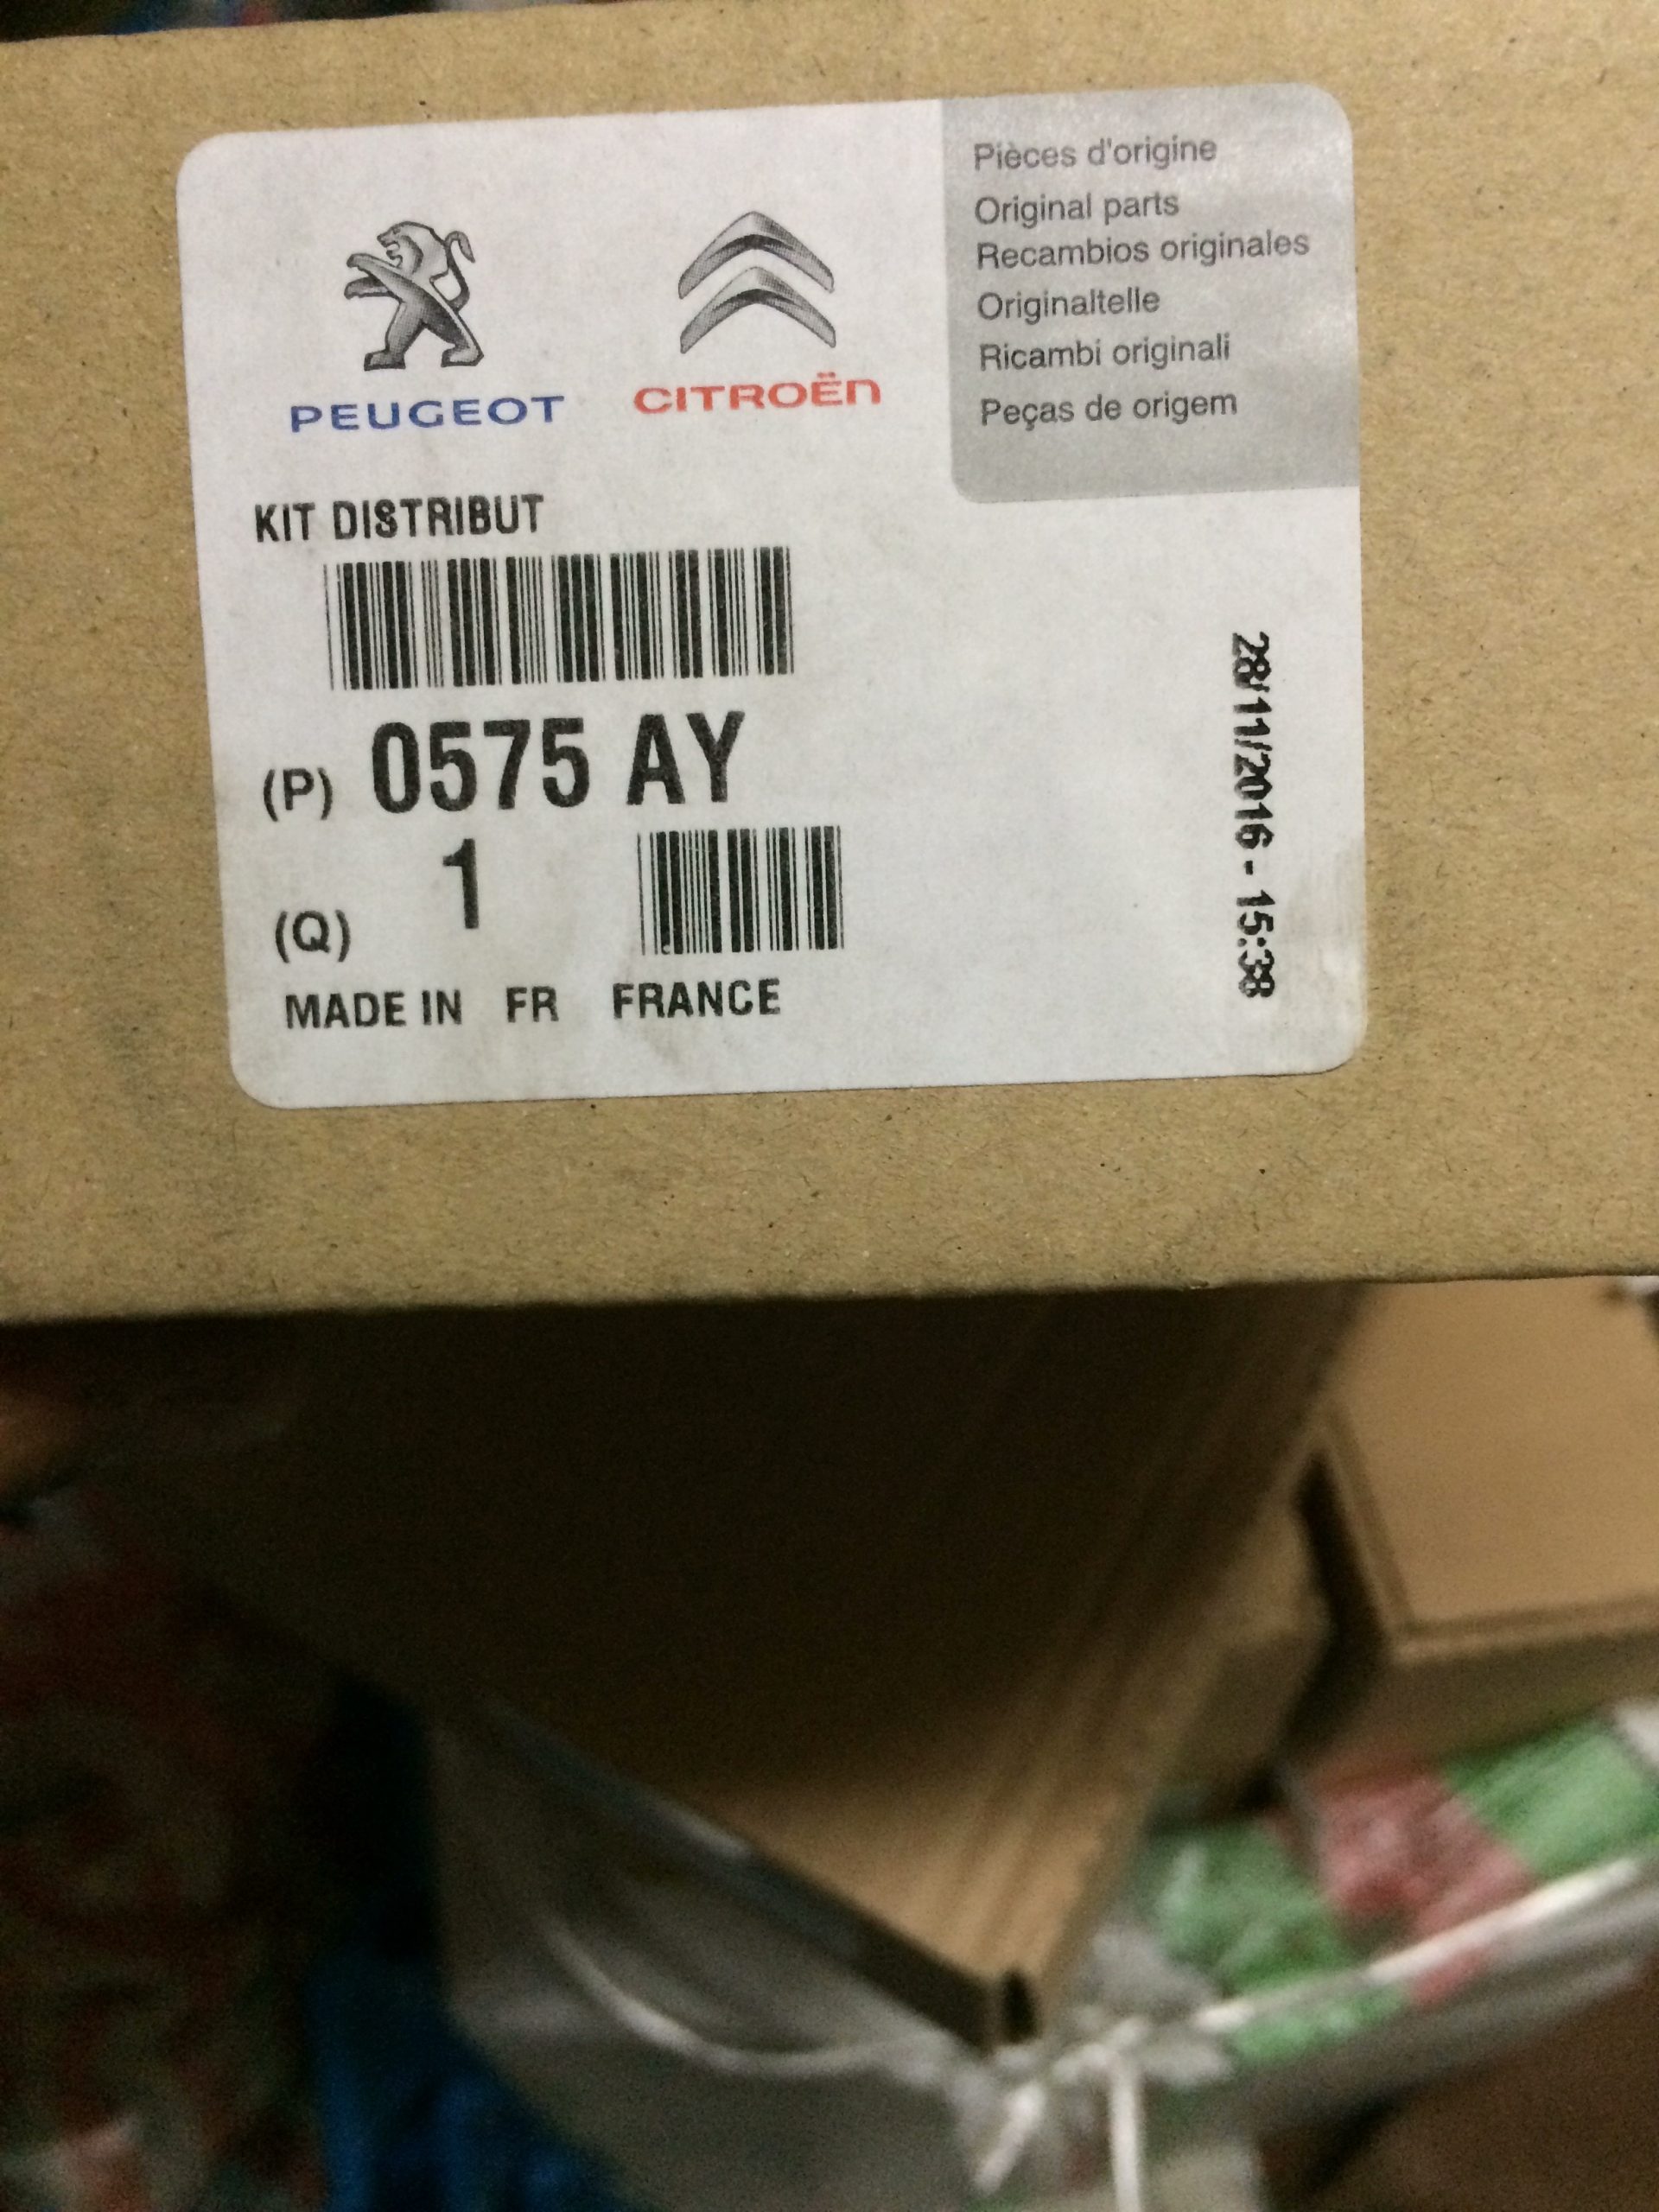 PEUGEOT
CITROËN
Pièces d'origine
Original parts
Recambios originales
Originaltelle
Ricambi originali
Peças de origem
KIT DISTRIBUT
(P) 0575 AY
(Q) 1
MADE IN FR FRANCE
28/11/2016 - 15:38